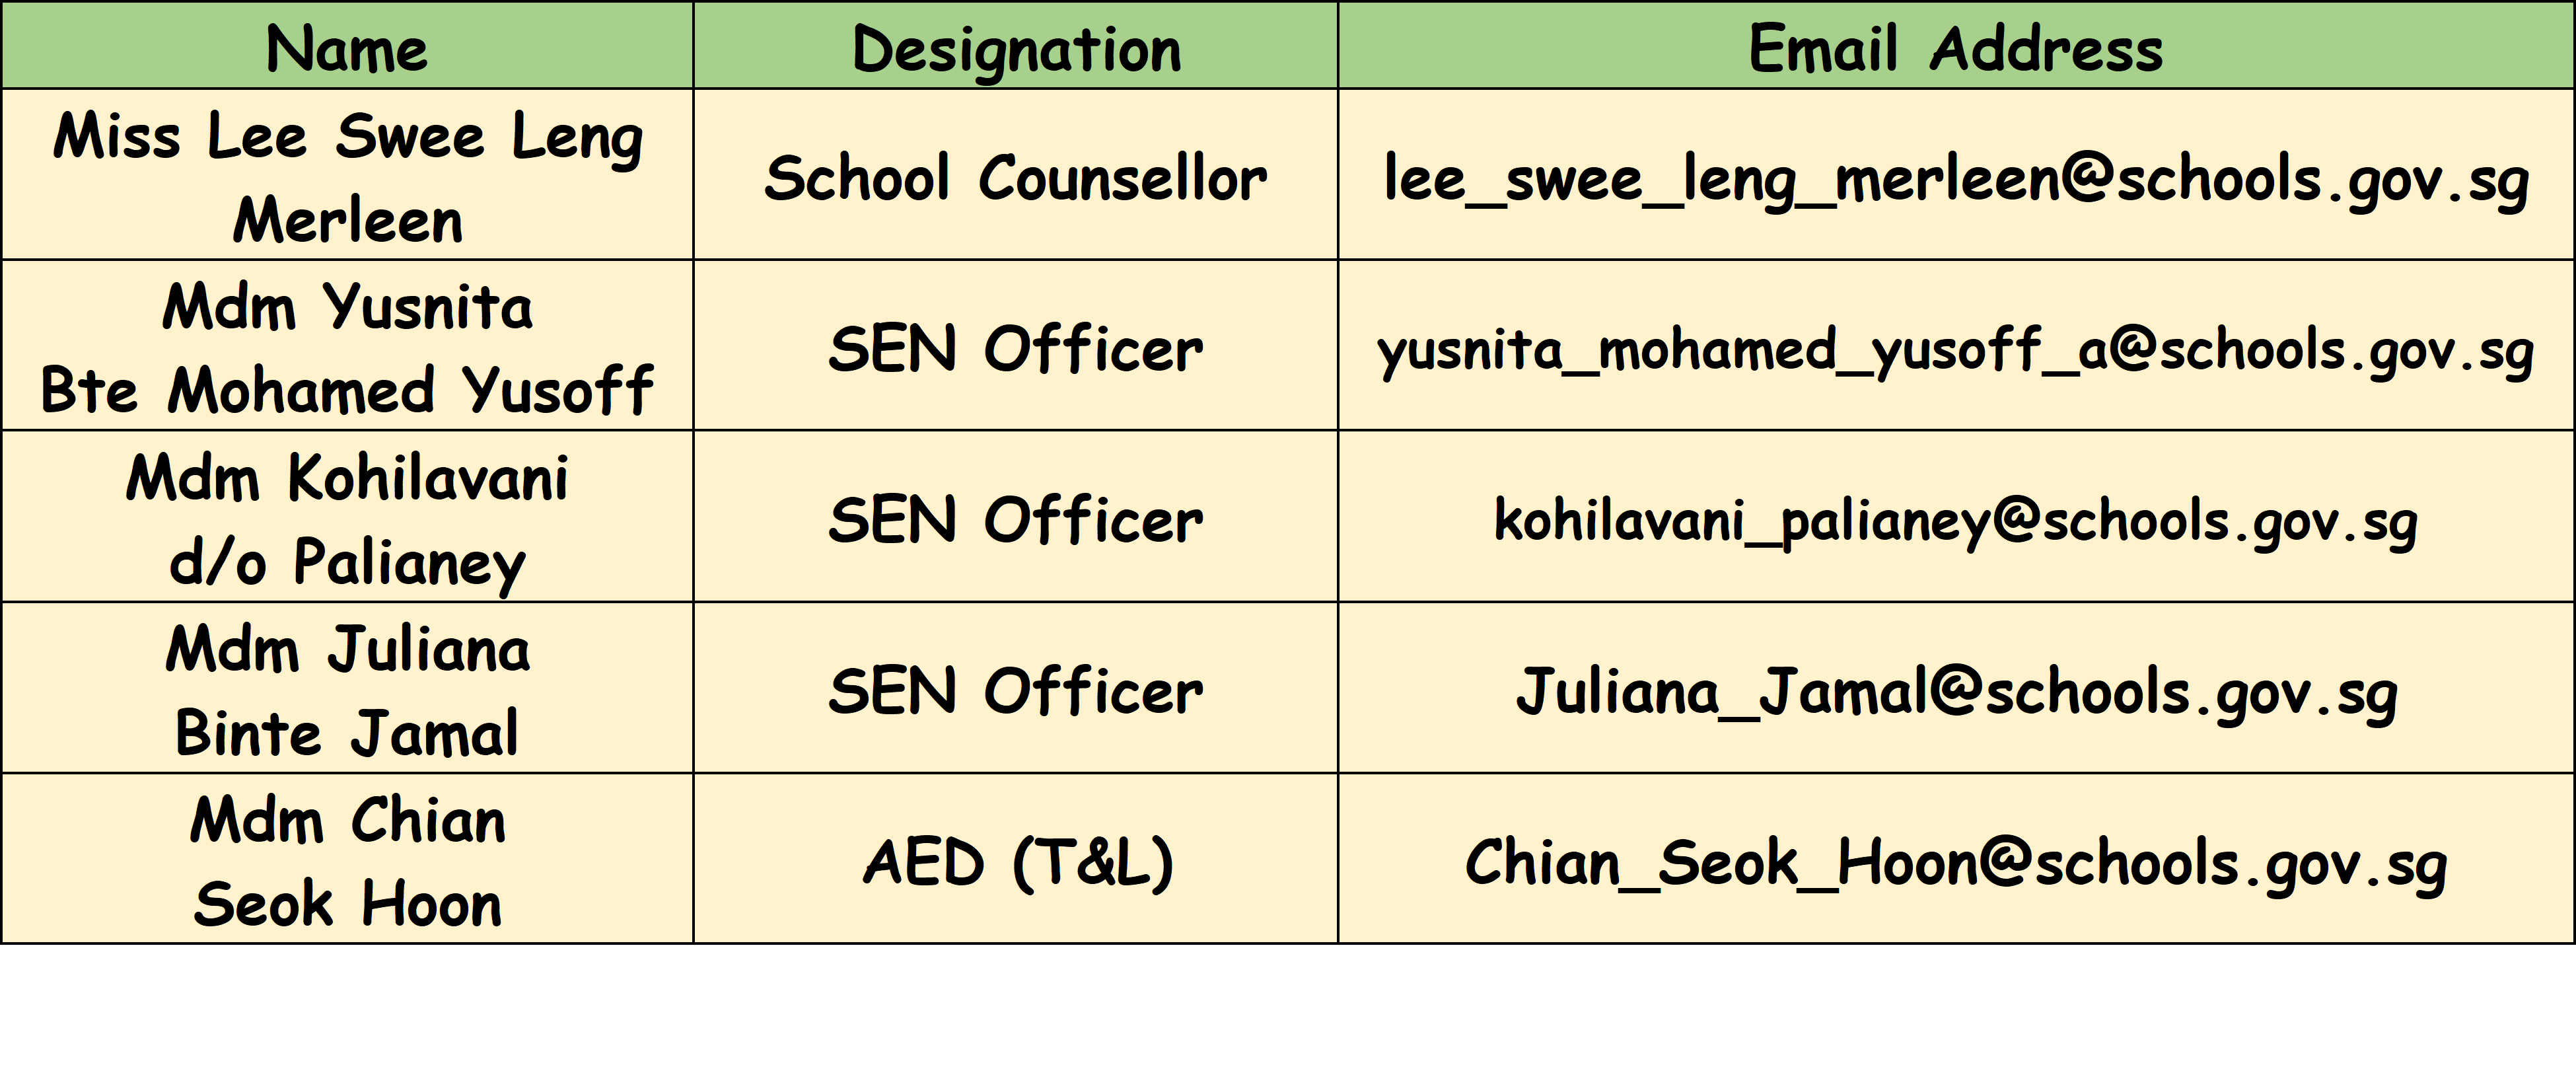 Name Designation Email Address
Miss Lee Swee Leng
Merleen
School Counsellor
lee_swee_leng_merleen@schools.gov.sg
Mdm Yusnita
Bte Mohamed Yusoff
SEN Officer
yusnita_mohamed_yusoff_a@schools.gov.sg
Mdm Kohilavani
d/o Palianey
SEN Officer
kohilavani_palianey@schools.gov.sg
Mdm Juliana
Binte Jamal
SEN Officer
Juliana_Jamal@schools.gov.sg
Mdm Chian
Seok Hoon
AED (T&L)
Chian_Seok_Hoon@schools.gov.sg